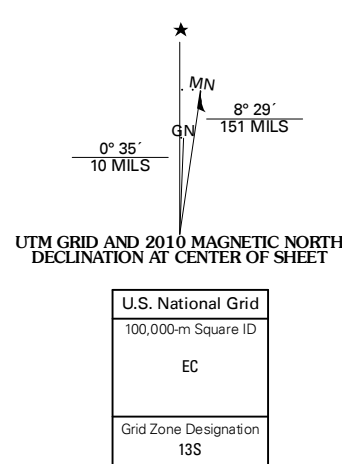 ★
MN
8° 29´
151 MILS
GN
0° 35´
10 MILS
UTM GRID AND 2010 MAGNETIC NORTH
DECLINATION AT CENTER OF SHEET
U.S. National Grid
100,000-m Square ID
EC
Grid Zone Designation
13S